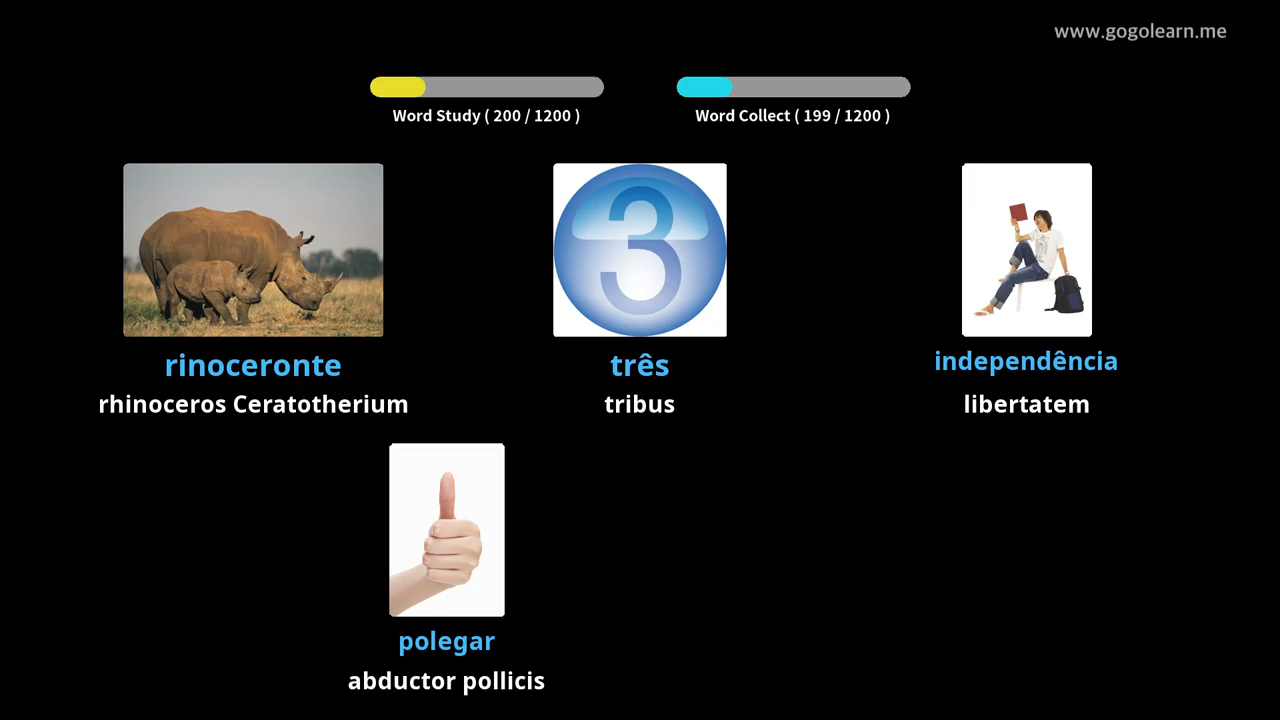 www.gogolearn.me
Word Study ( 200 / 1200 )
Word Collect ( 199 / 1200 )
3
rinoceronte
rhinoceros Ceratotherium
três
tribus
independência
libertatem
polegar
abductor pollicis